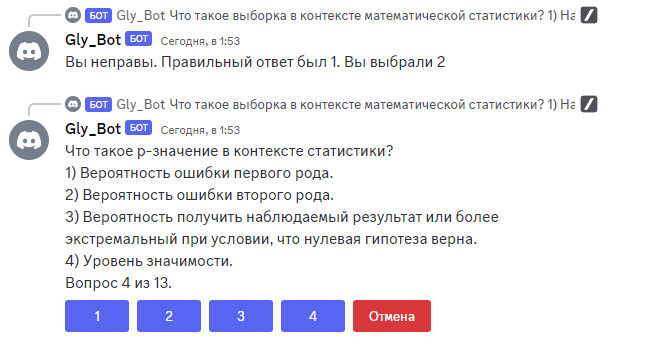 БОТ Gly_Bot Что такое выборка в контексте математической статистики? 1) На
Gly_Bot БОТ Сегодня, в 1:53
Вы неправы. Правильный ответ был 1. Вы выбрали 2
БОТ Gly_Bot Что такое выборка в контексте математической статистики? 1) На
Gly_Bot БОТ Сегодня, в 1:53
Что такое p-значение в контексте статистики?
1) Вероятность ошибки первого рода.
2) Вероятность ошибки второго рода.
3) Вероятность получить наблюдаемый результат или более
экстремальный при условии, что нулевая гипотеза верна.
4) Уровень значимости.
Вопрос 4 из 13.
1 2 3 4 Отмена